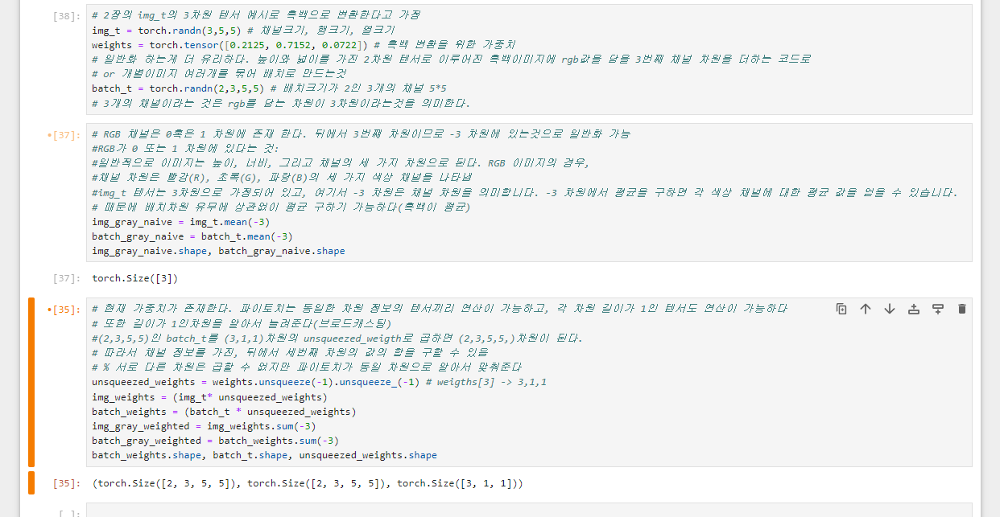 [38]: # 2장의 img_t의 3차원 텐서 예시로 흑백으로 변환한다고 가정
img_t = torch.randn(3,5,5) # 채널크기, 행크기, 열크기
weights = torch.tensor([0.2125, 0.7152, 0.0722]) # 흑백 변환을 위한 가중치
# 일반화 하는게 더 유리하다. 높이와 넓이를 가진 2차원 텐서로 이루어진 흑백이미지에 rgb값을 담을 3번째 채널 차원을 더하는 코드로
# or 개별이미지 여러개를 묶어 배치로 만드는것
batch_t = torch.randn(2,3,5,5) # 배치크기가 2인 3개의 채널 5*5
# 3개의 채널이라는 것은 rgb를 담는 차원이 3차원이라는것을 의미한다.
•[37]: # RGB 채널은 0혹은 1 차원에 존재 한다. 뒤에서 3번째 차원이므로 -3 차원에 있는것으로 일반화 가능
#RGB가 0 또는 1 차원에 있다는 것:
#일반적으로 이미지는 높이, 너비, 그리고 채널의 세 가지 차원으로 된다. RGB 이미지의 경우,
#채널 차원은 빨강(R), 초록(G), 파랑(B)의 세 가지 색상 채널을 나타냄
#img_t 텐서는 3차원으로 가정되어 있고, 여기서 -3 차원은 채널 차원을 의미합니다. -3 차원에서 평균을 구하면 각 색상 채널에 대한 평균 값을 얻을 수 있습니다.
# 때문에 배치차원 유무에 상관없이 평균 구하기 가능하다(흑백이 평균)
img_gray_naive = img_t.mean(-3)
batch_gray_naive = batch_t.mean(-3)
img_gray_naive.shape, batch_gray_naive.shape
[37]: torch.Size([3])
•[35]: # 현재 가중치가 존재한다. 파이토치는 동일한 차원 정보의 텐서끼리 연산이 가능하고, 각 차원 길이가 1인 텐서도 연산이 가능하다
# 또한 길이가 1인차원을 알아서 늘려준다(브로드캐스팅)
#(2,3,5,5)인 batch_t를 (3,1,1)차원의 unsqueezed_weigth로 곱하면 (2,3,5,5,)차원이 된다.
# 따라서 채널 정보를 가진, 뒤에서 세번째 차원의 값의 합을 구할 수 있음
# % 서로 다른 차원은 곱할 수 없지만 파이토치가 동일 차원으로 알아서 맞춰준다
unsqueezed_weights = weights.unsqueeze(-1).unsqueeze_(-1) # weigths[3] -> 3,1,1
img_weights = (img_t* unsqueezed_weights)
batch_weights = (batch_t * unsqueezed_weights)
img_gray_weighted = img_weights.sum(-3)
batch_gray_weighted = batch_weights.sum(-3)
batch_weights.shape, batch_t.shape, unsqueezed_weights.shape
[35]: (torch.Size([2, 3, 5, 5]), torch.Size([2, 3, 5, 5]), torch.Size([3, 1, 1]))
[ ]: